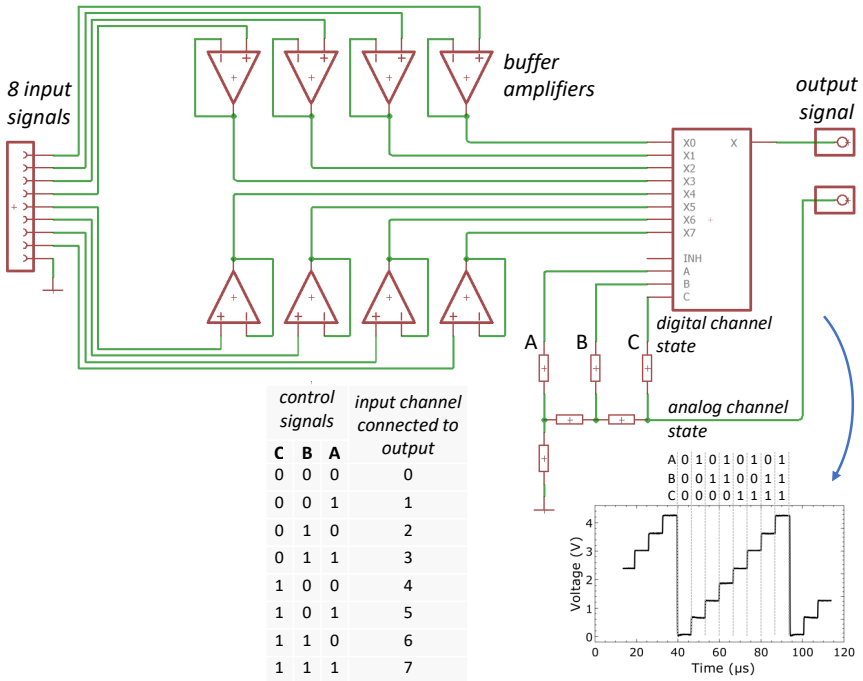 8 input
signals
buffer
amplifiers
output
signal
X0 X
X1
X2
X3
X4
X5
X6
X7
INH
A
B
C
digital channel
state
A B C
analog channel
state
control
signals
input channel
connected to
output
C B A
0 0 0 0
0 0 1 1
0 1 0 2
0 1 1 3
1 0 0 4
1 0 1 5
1 1 0 6
1 1 1 7
A 0 1 0 1 0 1 0 1
B 0 0 1 1 0 0 1 1
C 0 0 0 0 1 1 1 1
Voltage (V)
4
3
2
1
0
0 20 40 60 80 100 120
Time (μs)